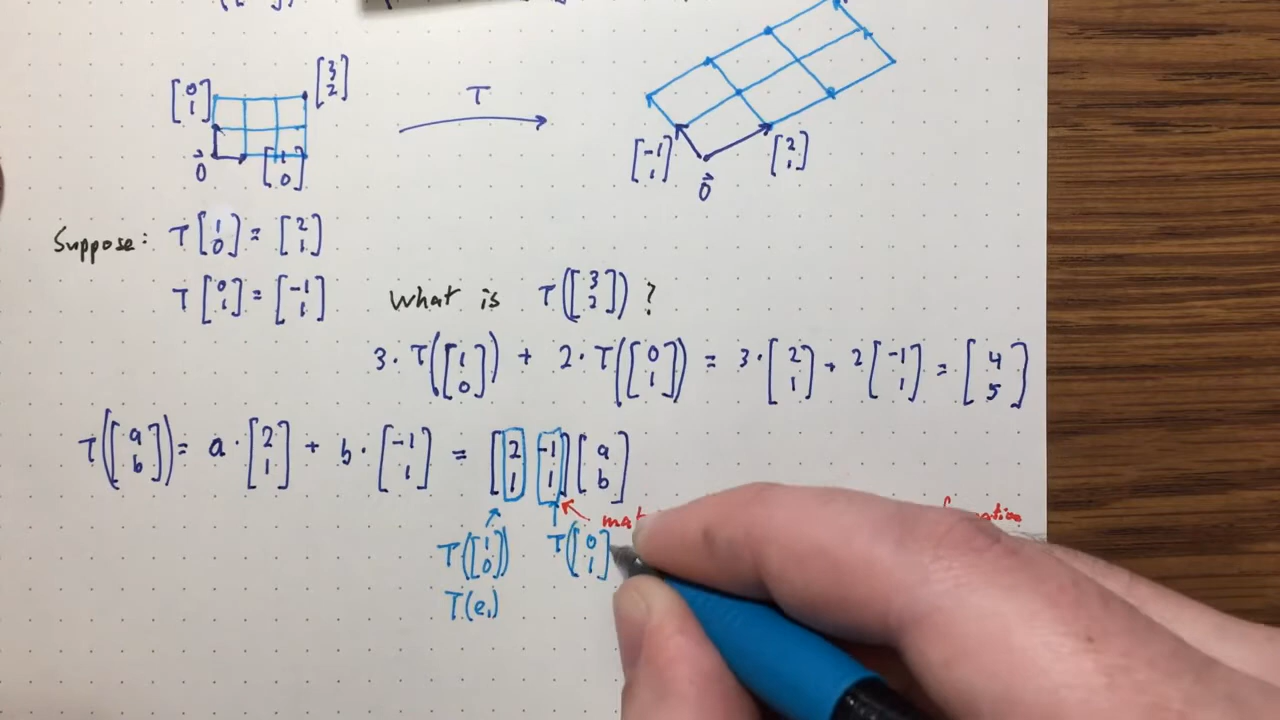 [0 1] [3 2] T
[-1 1] [2 1]
0⃗ [1 0] 0⃗
Suppose: T[1 0] = [2 1]
T[0 1] = [-1 1] What is T([3 2])?
3·T([1 0]) + 2·T([0 1]) = 3·[2 1] + 2[-1 1] = [4 5]
T([a b]) = a·[2 1] + b·[-1 1] = [2 -1 1 1][a b]
T([1 0]) T([0 1]
T(e₁)